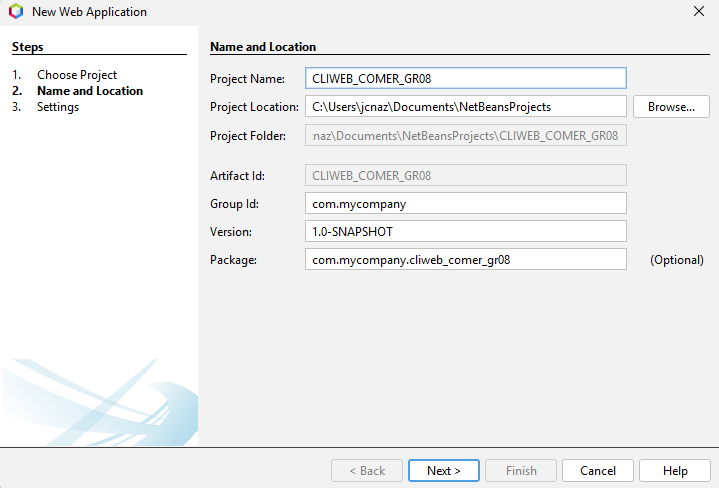 New Web Application
Steps
1. Choose Project
2. Name and Location
3. Settings
Name and Location
Project Name: CLIWEB_COMER_GR08
Project Location: C:\Users\jcnaz\Documents\NetBeansProjects Browse...
Project Folder: naz\Documents\NetBeansProjects\CLIWEB_COMER_GR08
Artifact Id: CLIWEB_COMER_GR08
Group Id: com.mycompany
Version: 1.0-SNAPSHOT
Package: com.mycompany.cliweb_comer_gr08 (Optional)
< Back Next > Finish Cancel Help